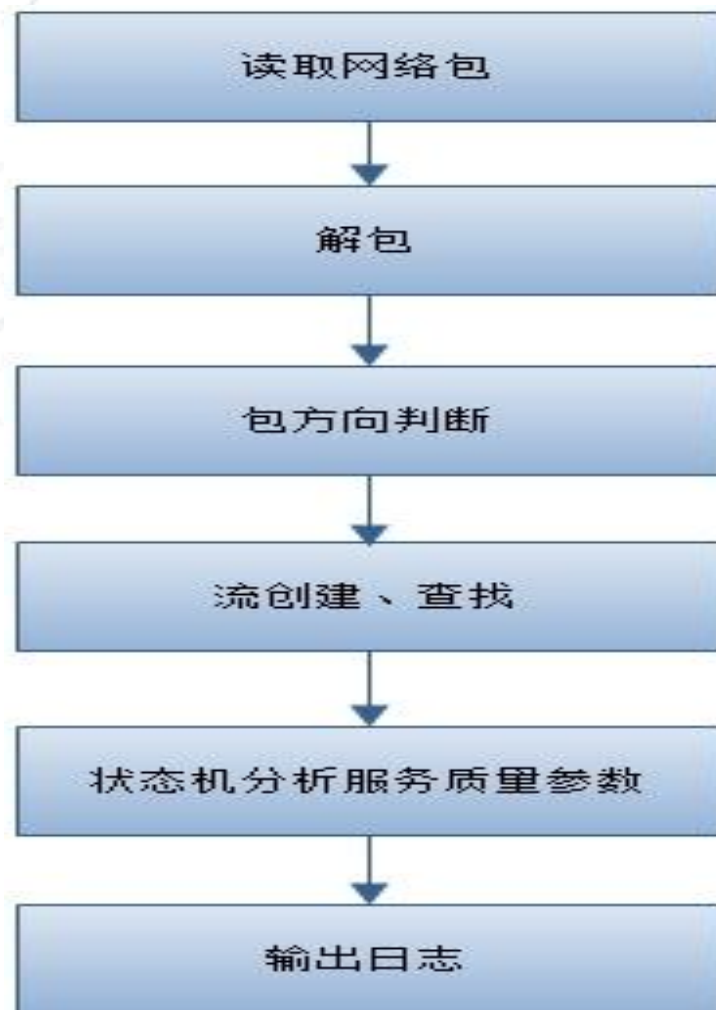 读取网络包
解包
包方向判断
流创建、查找
状态机分析服务质量参数
输出日志